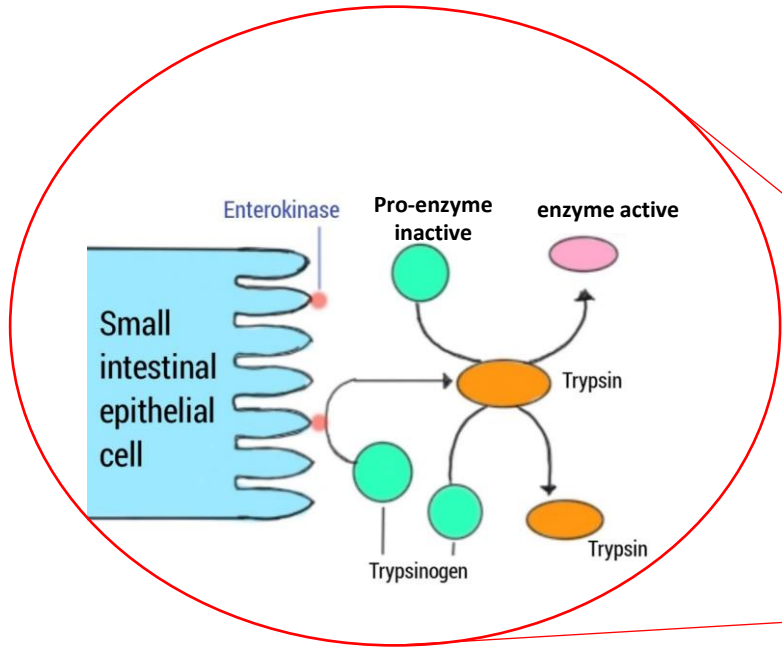 Enterokinase
Pro-enzyme
inactive
enzyme active
Small
intestinal
epithelial
cell
Trypsin
Trypsinogen
Trypsin